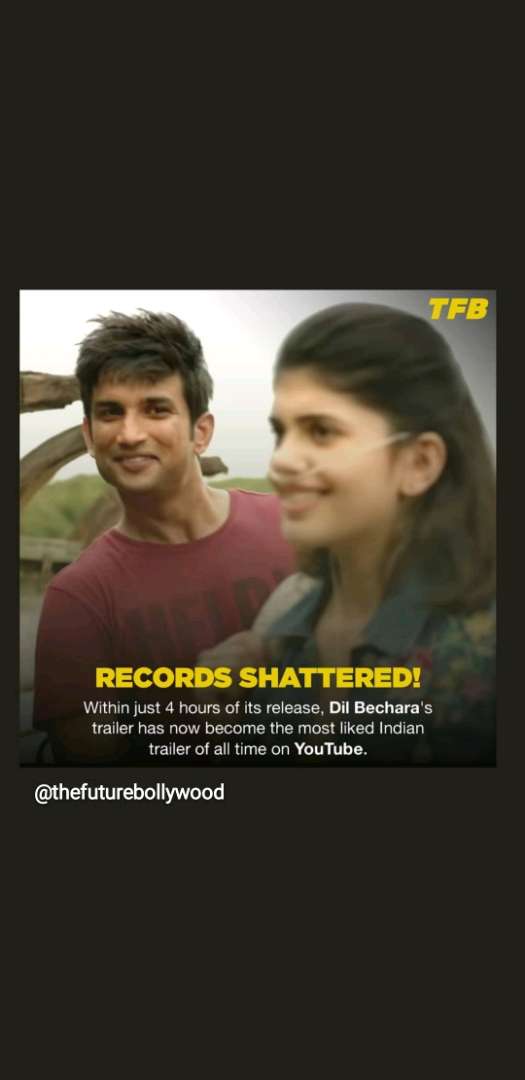 TFB
HELD
RECORDS SHATTERED!
Within just 4 hours of its release, Dil Bechara's
trailer has now become the most liked Indian
trailer of all time on YouTube.
@thefuturebollywood